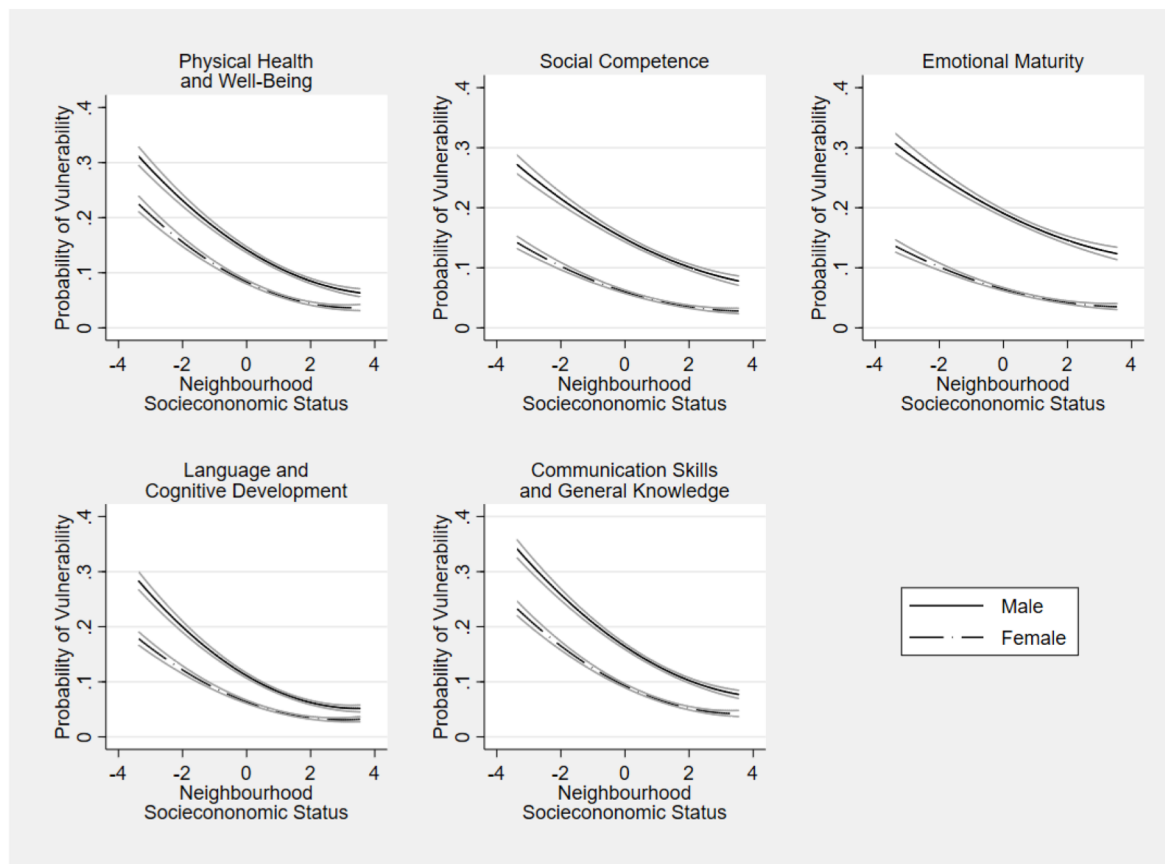 Physical Health
and Well-Being
Probability of Vulnerability
.4
.3
.2
.1
0
-4 -2 0 2 4
Neighbourhood
Socieconomic Status
Social Competence
Probability of Vulnerability
.4
.3
.2
.1
0
-4 -2 0 2 4
Neighbourhood
Socieconomic Status
Emotional Maturity
Probability of Vulnerability
.4
.3
.2
.1
0
-4 -2 0 2 4
Neighbourhood
Socieconomic Status
Language and
Cognitive Development
Probability of Vulnerability
.4
.3
.2
.1
0
-4 -2 0 2 4
Neighbourhood
Socieconomic Status
Communication Skills
and General Knowledge
Probability of Vulnerability
.4
.3
.2
.1
0
-4 -2 0 2 4
Neighbourhood
Socieconomic Status
Male
Female